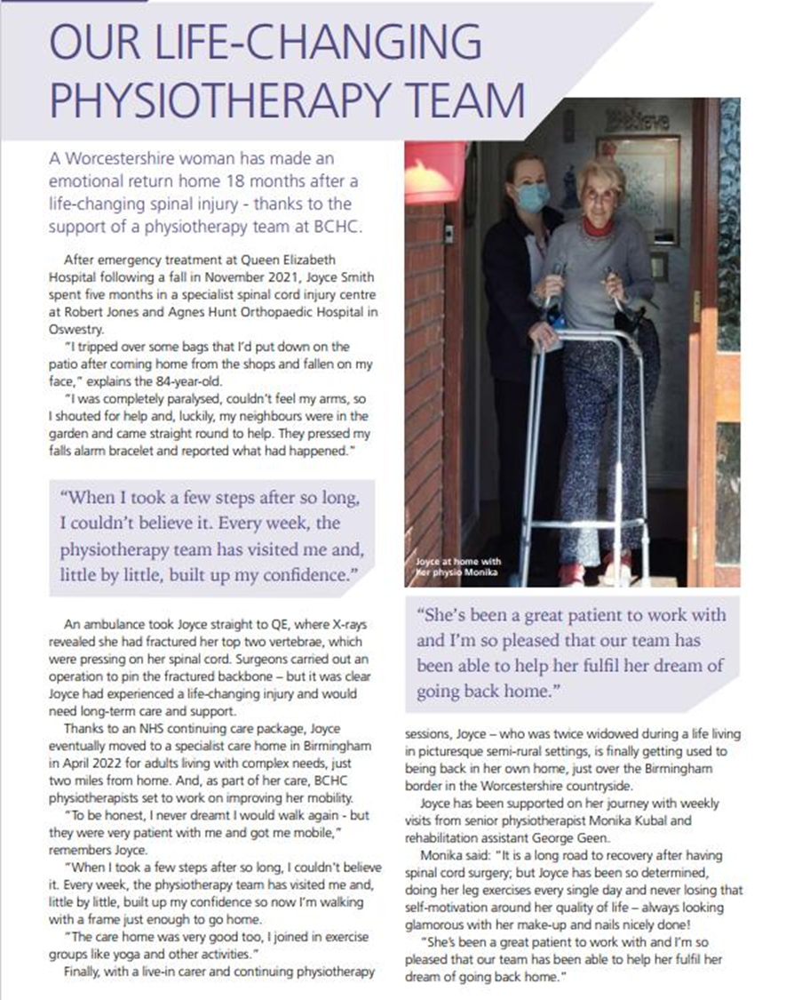 OUR LIFE-CHANGING
PHYSIOTHERAPY TEAM
A Worcestershire woman has made an
emotional return home 18 months after a
life-changing spinal injury - thanks to the
support of a physiotherapy team at BCHC.
After emergency treatment at Queen Elizabeth
Hospital following a fall in November 2021, Joyce Smith
spent five months in a specialist spinal cord injury centre
at Robert Jones and Agnes Hunt Orthopaedic Hospital in
Oswestry.
“I tripped over some bags that I’d put down on the
patio after coming home from the shops and fallen on my
face,” explains the 84-year-old.
“I was completely paralysed, couldn’t feel my arms, so
I shouted for help and, luckily, my neighbours were in the
garden and came straight round to help. They pressed my
falls alarm bracelet and reported what had happened.”
“When I took a few steps after so long,
I couldn’t believe it. Every week, the
physiotherapy team has visited me and,
little by little, built up my confidence.”
An ambulance took Joyce straight to QE, where X-rays
revealed she had fractured her top two vertebrae, which
were pressing on her spinal cord. Surgeons carried out an
operation to pin the fractured backbone – but it was clear
Joyce had experienced a life-changing injury and would
need long-term care and support.
Thanks to an NHS continuing care package, Joyce
eventually moved to a specialist care home in Birmingham
in April 2022 for adults living with complex needs, just
two miles from home. And, as part of her care, BCHC
physiotherapists set to work on improving her mobility.
“To be honest, I never dreamt I would walk again - but
they were very patient with me and got me mobile,”
remembers Joyce.
“When I took a few steps after so long, I couldn’t believe
it. Every week, the physiotherapy team has visited me and,
little by little, built up my confidence so now I’m walking
with a frame just enough to go home.
“The care home was very good too, I joined in exercise
groups like yoga and other activities.”
Finally, with a live-in carer and continuing physiotherapy
Believe
Joyce at home with
her physio Monika
“She’s been a great patient to work with
and I’m so pleased that our team has
been able to help her fulfil her dream of
going back home.”
sessions, Joyce – who was twice widowed during a life living
in picturesque semi-rural settings, is finally getting used to
being back in her own home, just over the Birmingham
border in the Worcestershire countryside.
Joyce has been supported on her journey with weekly
visits from senior physiotherapist Monika Kubal and
rehabilitation assistant George Geen.
Monika said: “It is a long road to recovery after having
spinal cord surgery; but Joyce has been so determined,
doing her leg exercises every single day and never losing that
self-motivation around her quality of life – always looking
glamorous with her make-up and nails nicely done!
“She’s been a great patient to work with and I’m so
pleased that our team has been able to help her fulfil her
dream of going back home.”